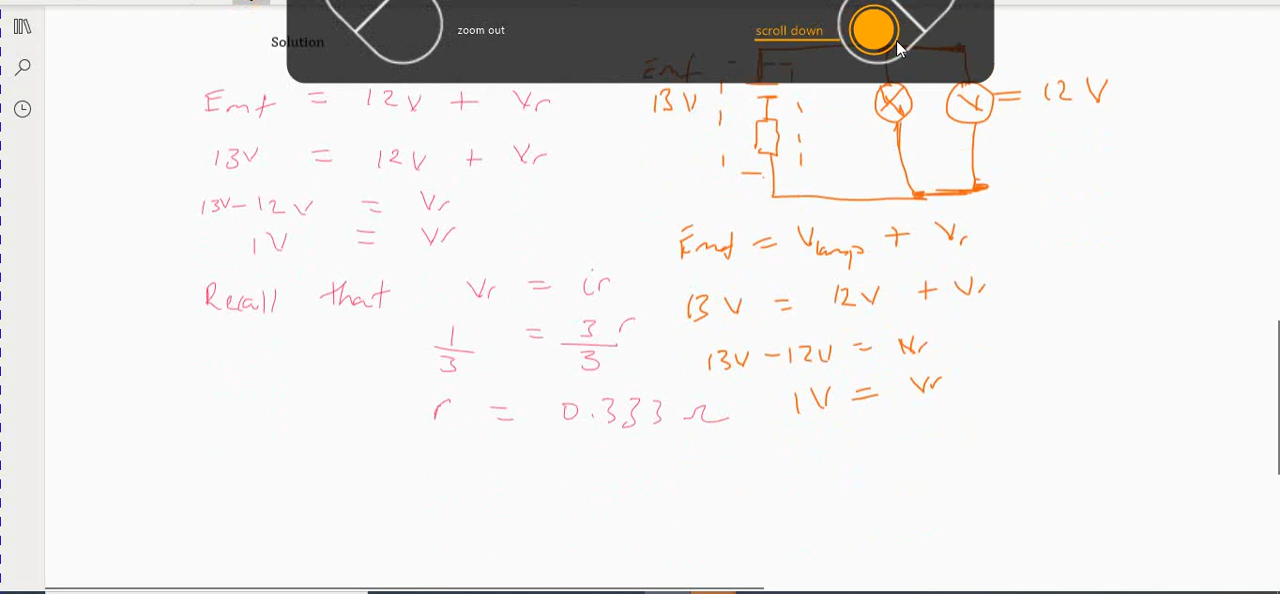 zoom out
scroll down
Solution
Emf = 12V + Vr
13V = 12V + Vr
13V - 12V = Vr
1V = Vr
Recall that Vr = ir
1/3 = 3r/3
r = 0.333 Ω
Emf =
13V
V = 12V
Emf = Vlamp + Vr
13V = 12V + Vr
13V - 12V = Vr
1V = Vr